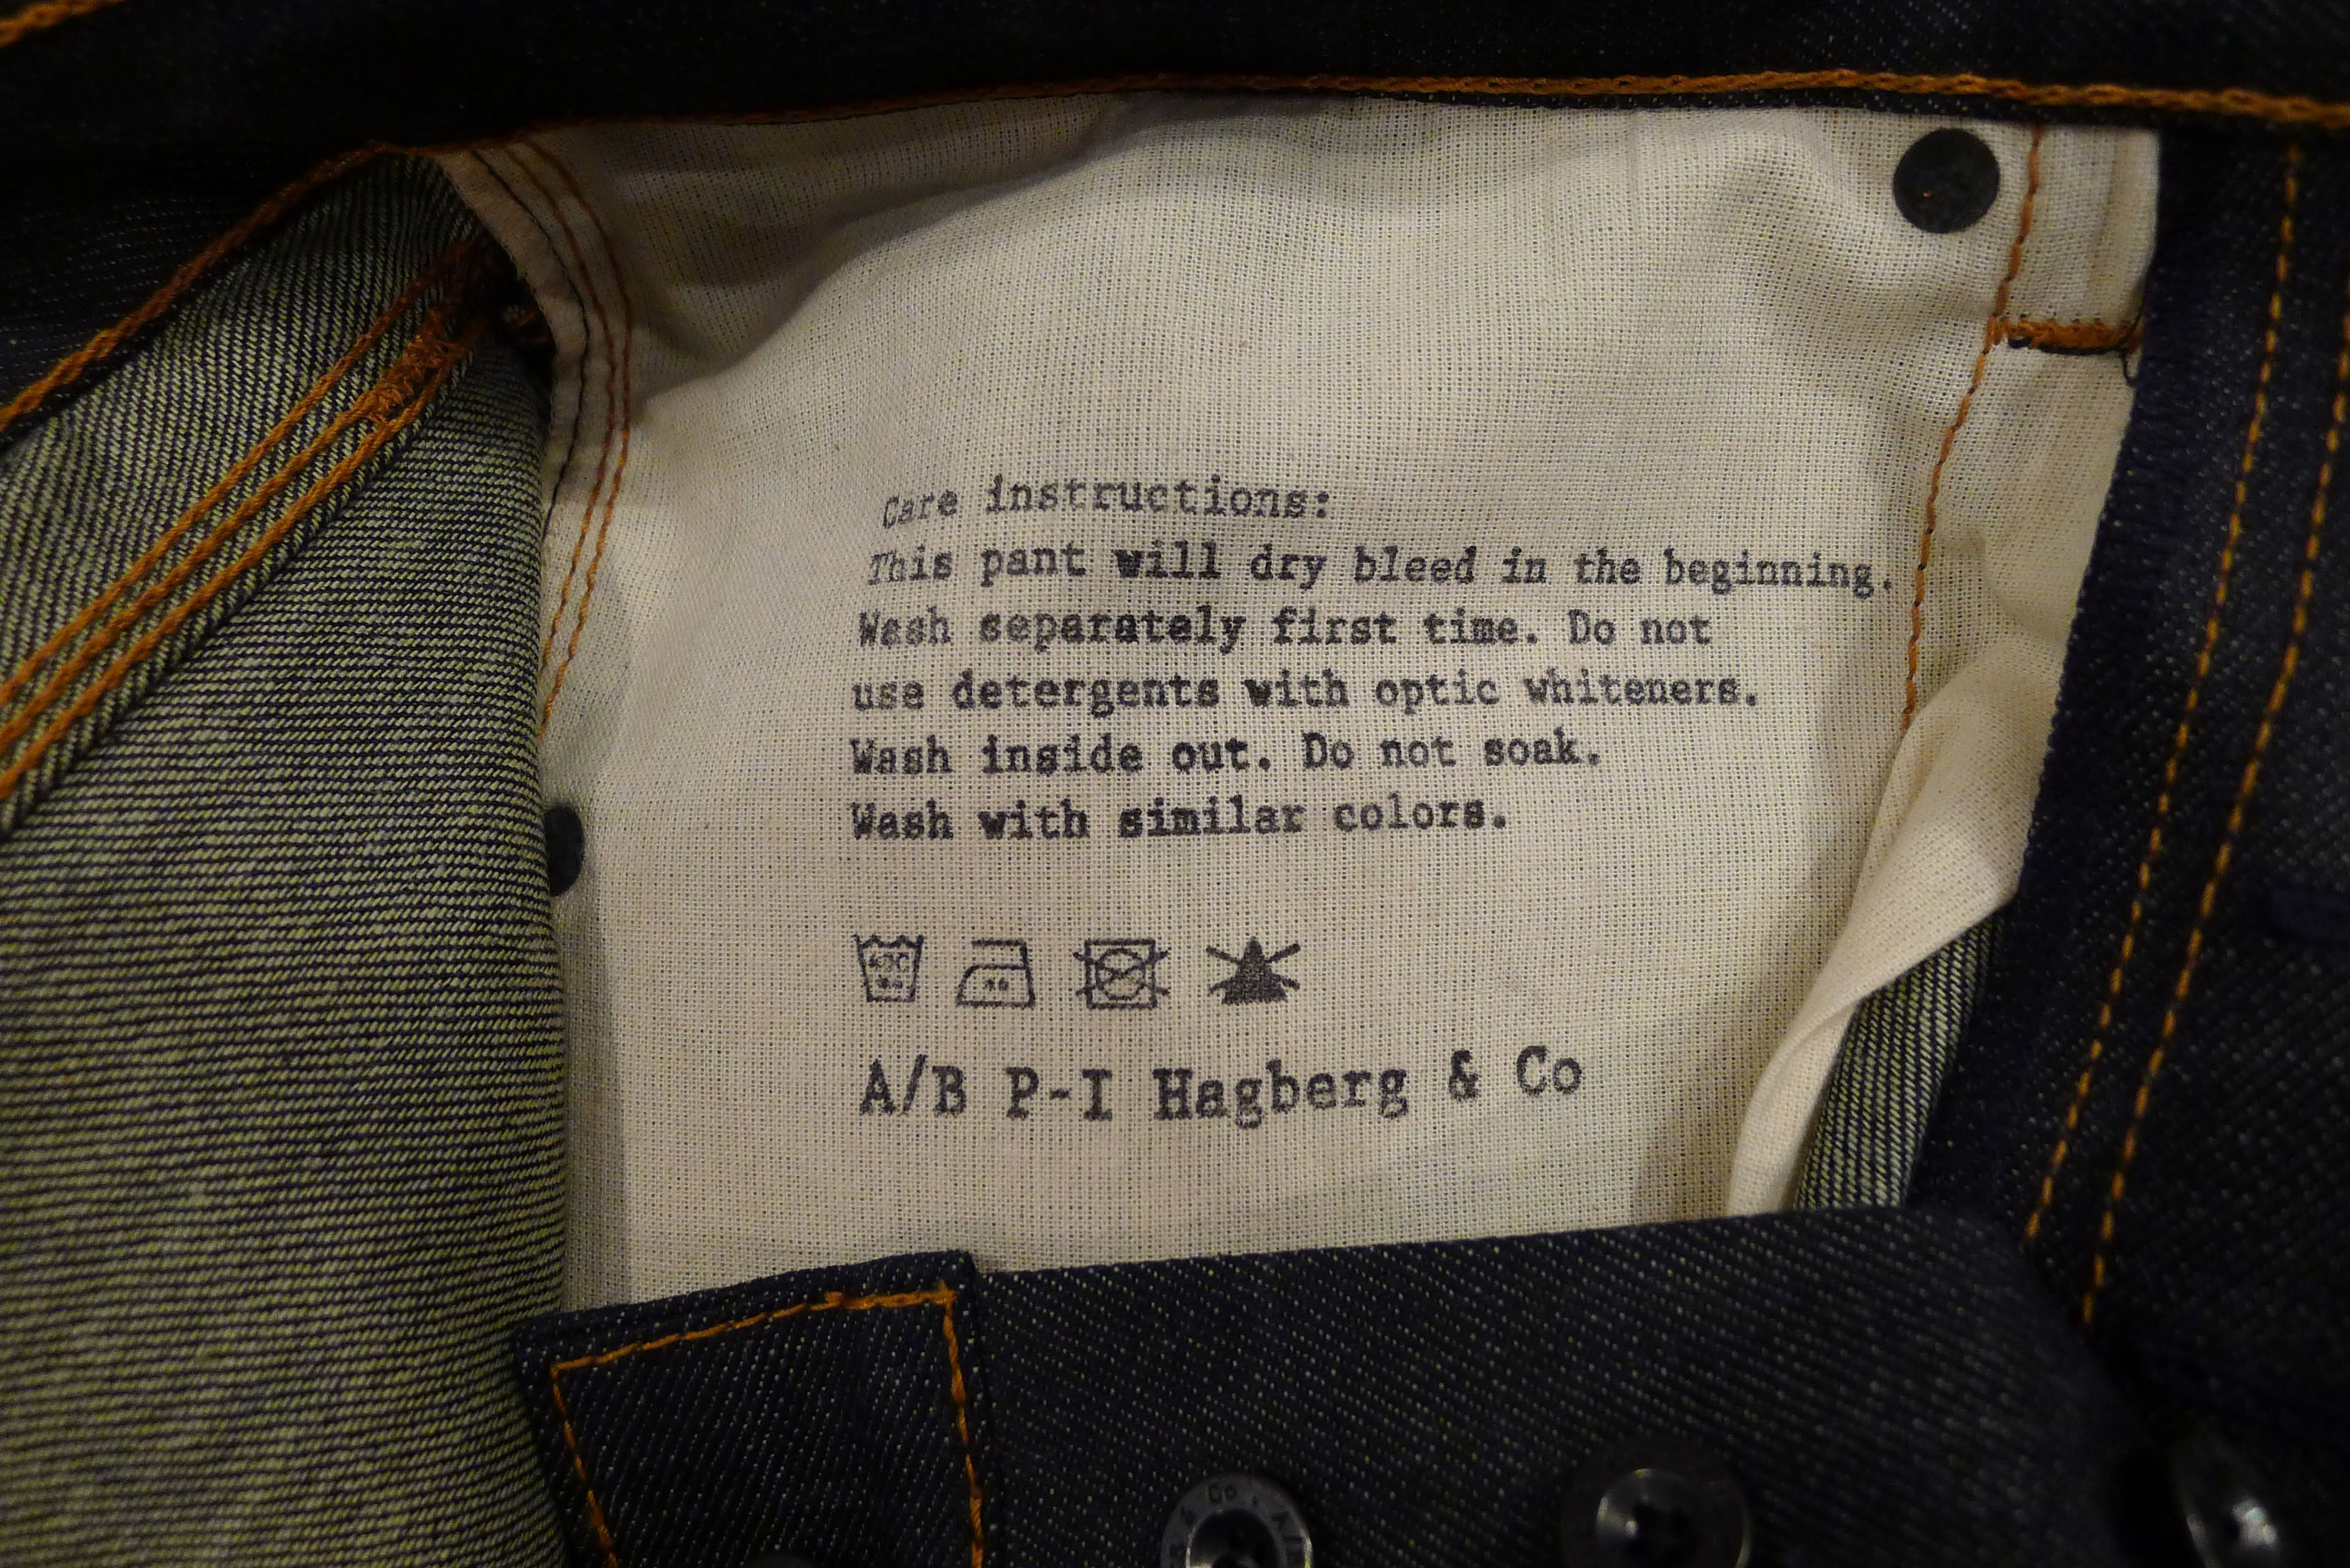 Care instructions:
This pant will dry bleed in the beginning.
Wash separately first time. Do not
use detergents with optic whiteners.
Wash inside out. Do not soak.
Wash with similar colors.
A/B P-I Hagberg & Co
& Co